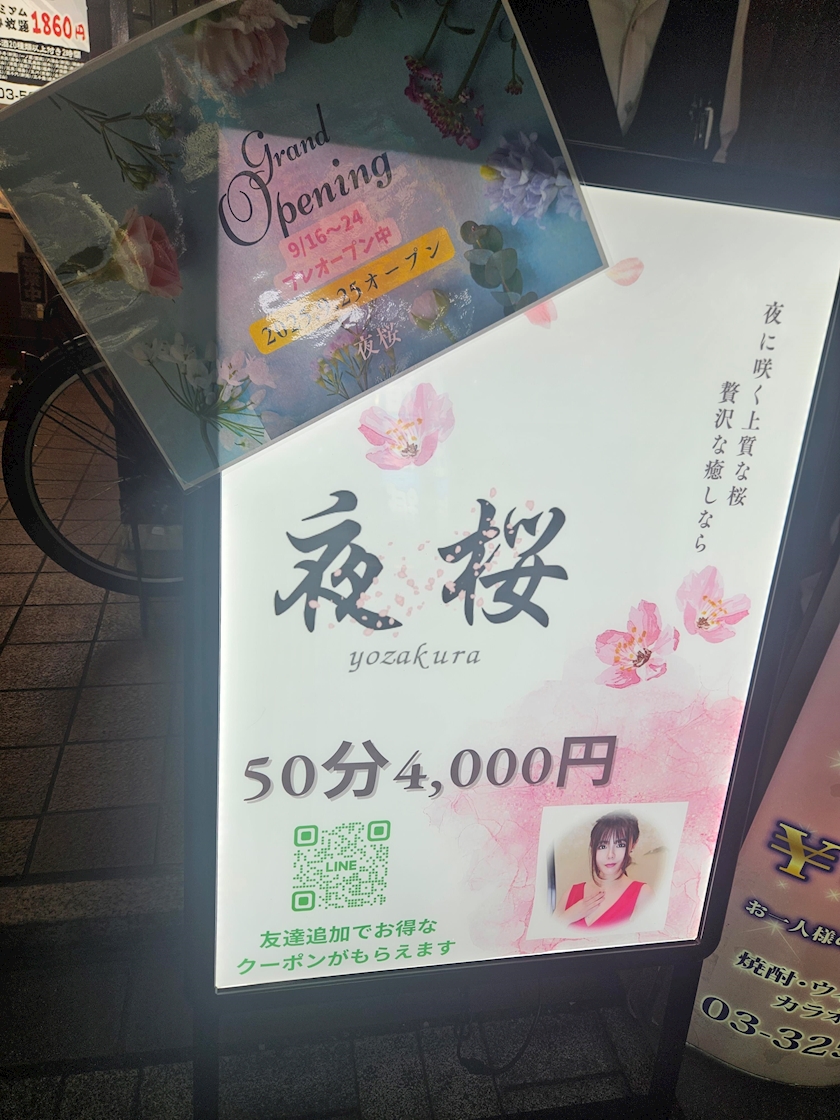 1860円
Grand
Opening
9/16〜24
プレオープン中
25オープン
夜桜
夜に咲く上質な桜
贅沢な癒しなら
夜桜
yozakura
50分4,000円
LINE
友達追加でお得な
クーポンがもらえます
¥
お一人様
焼酎・ウ
カラオ
03-325